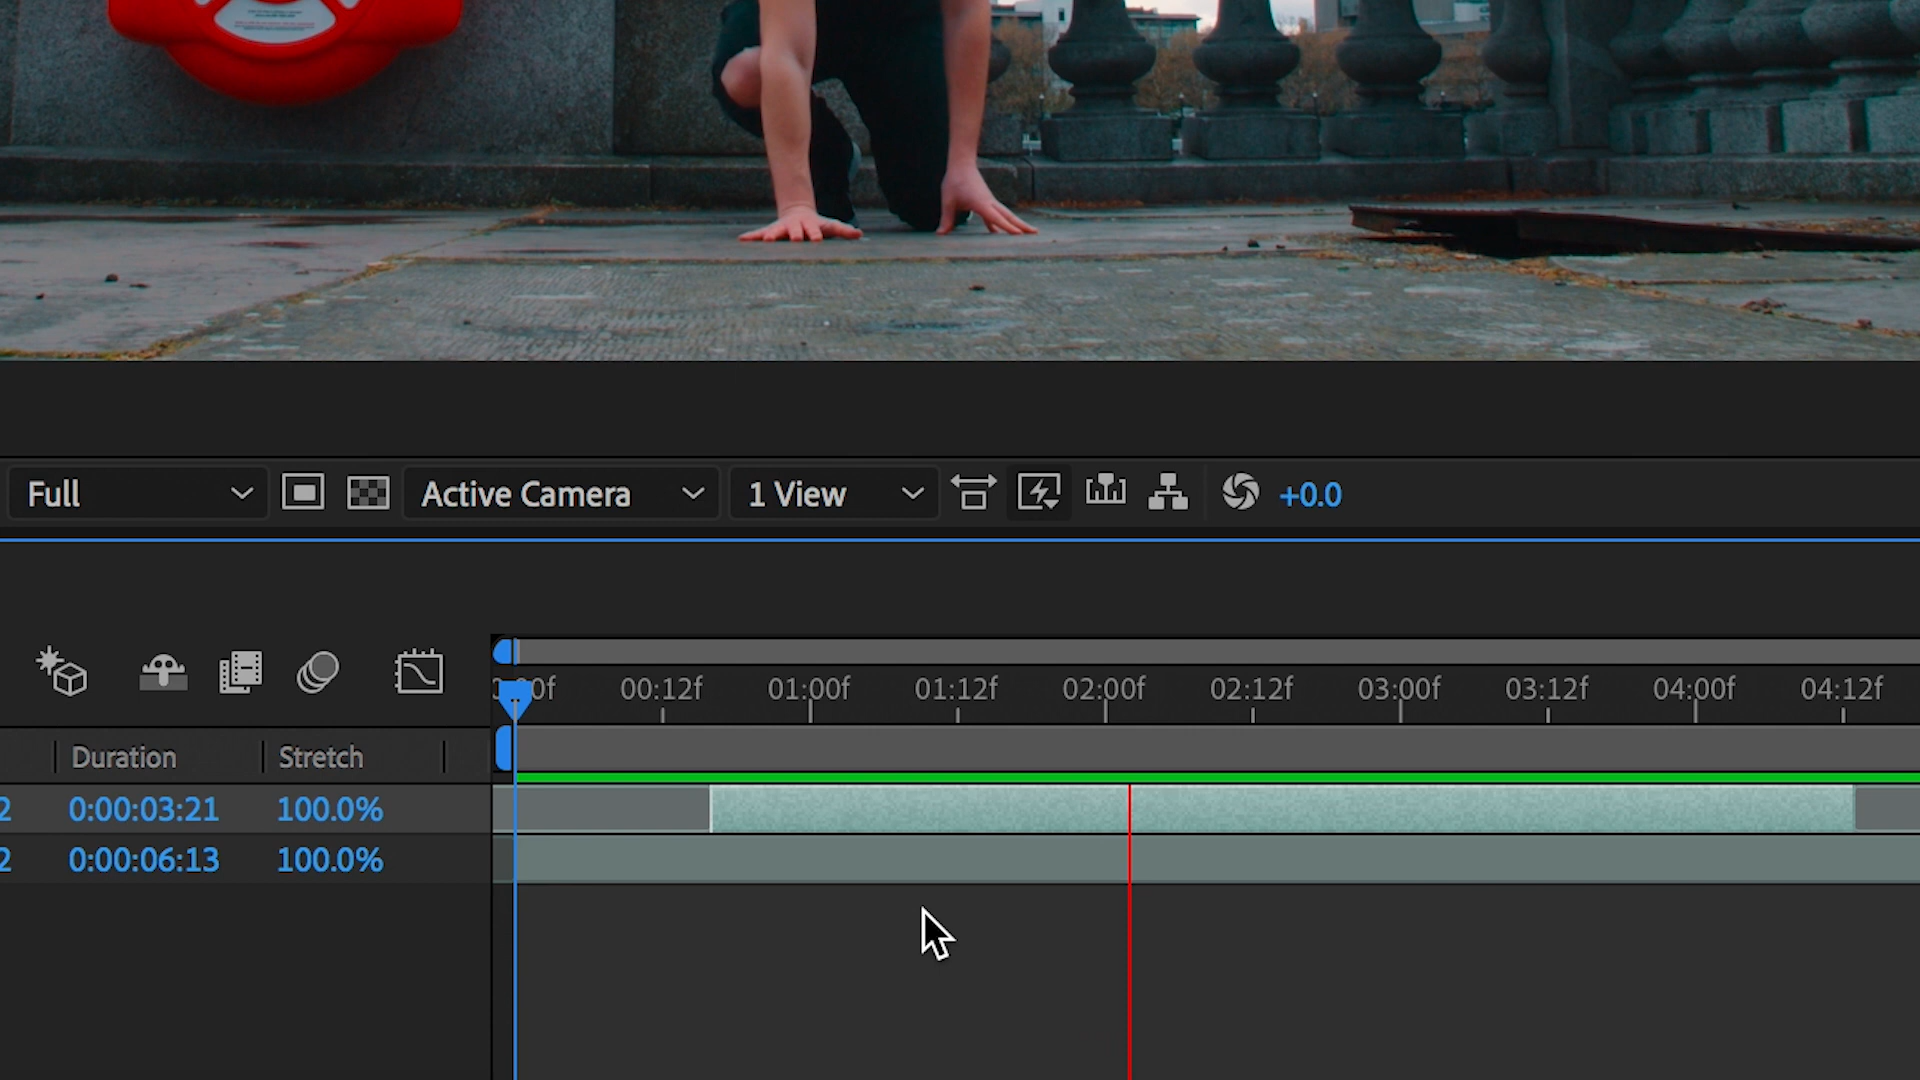 Full
Active Camera
1 View
+0.0
00:12f
01:00f
01:12f
02:00f
02:12f
03:00f
03:12f
04:00f
04:12f
Duration
Stretch
2
0:00:03:21
100.0%
2
0:00:06:13
100.0%